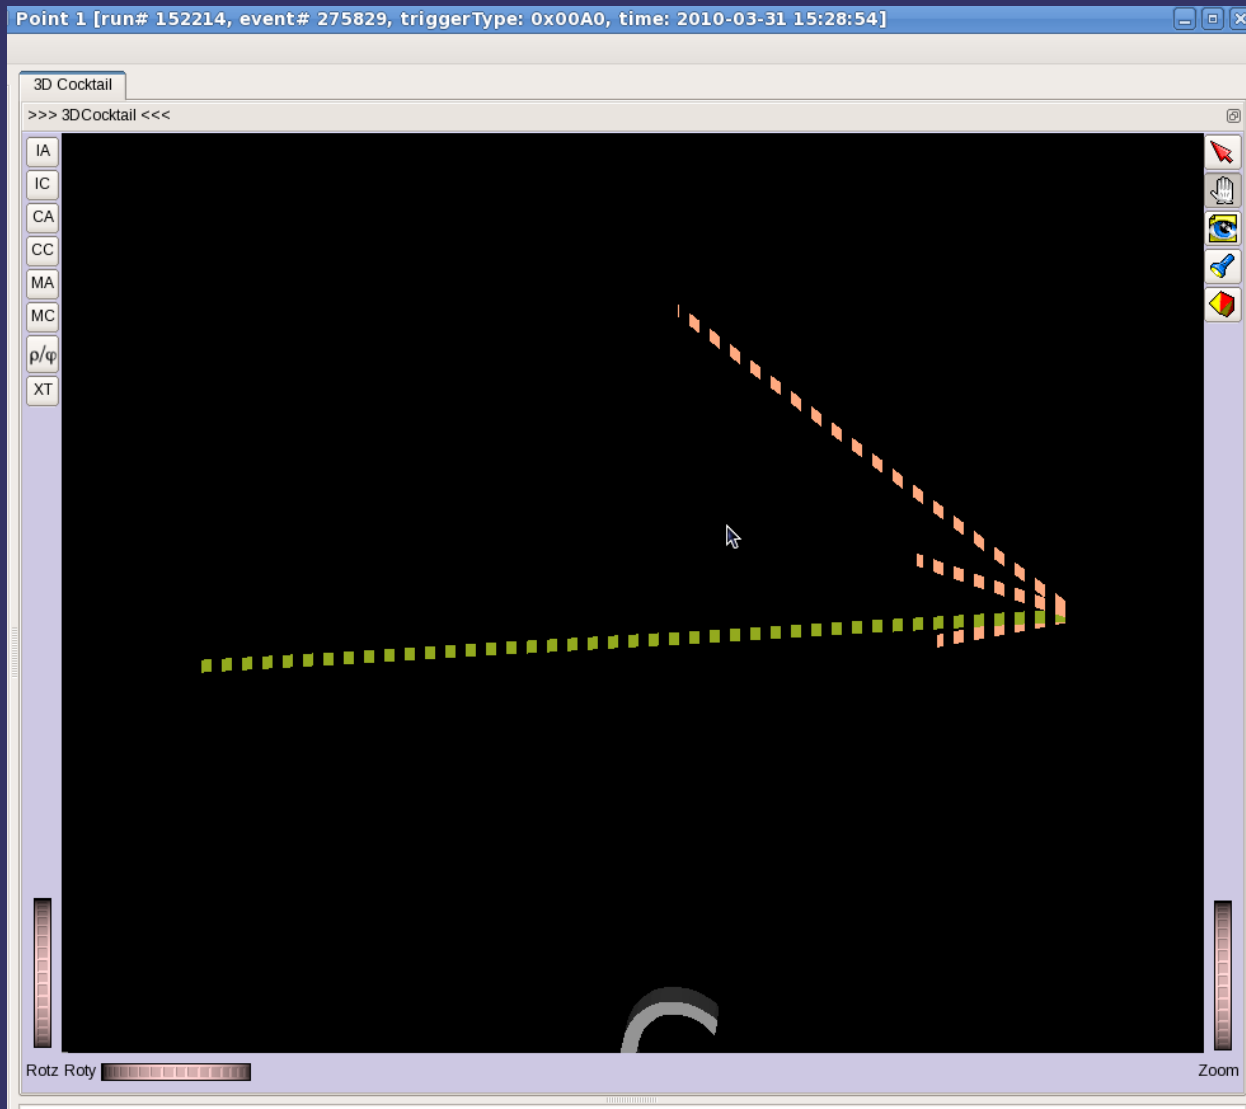 Point 1 [run# 152214, event# 275829, triggerType: 0x00A0, time: 2010-03-31 15:28:54]
3D Cocktail
>>> 3DCocktail <<<
IA
IC
CA
CC
MA
MC
ρ/φ
XT
Rotz Roty
Zoom